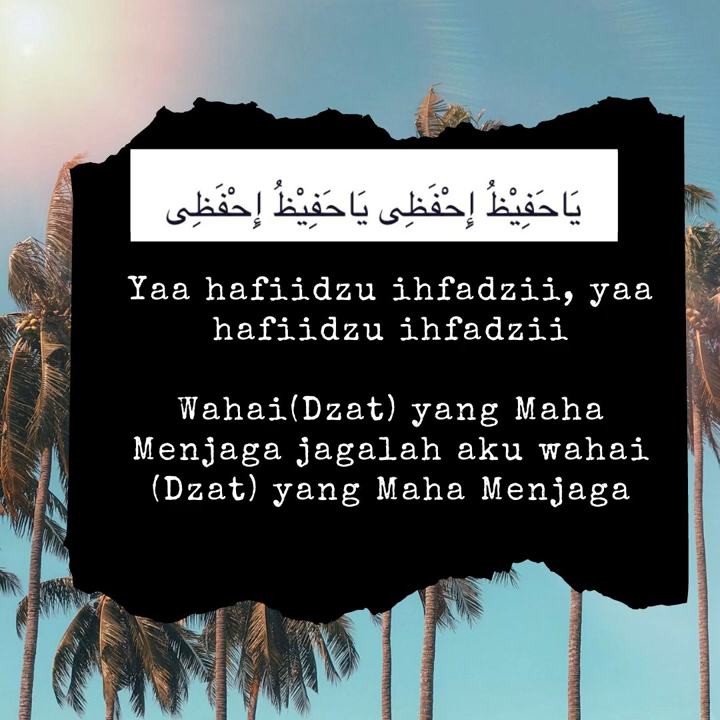 يَاحَفِيْظُ إِحْفَظِى يَاحَفِيْظُ إِحْفَظِى
Yaa hafiidzu ihfadzii, yaa
hafiidzu ihfadzii
Wahai(Dzat) yang Maha
Menjaga jagalah aku wahai
(Dzat) yang Maha Menjaga